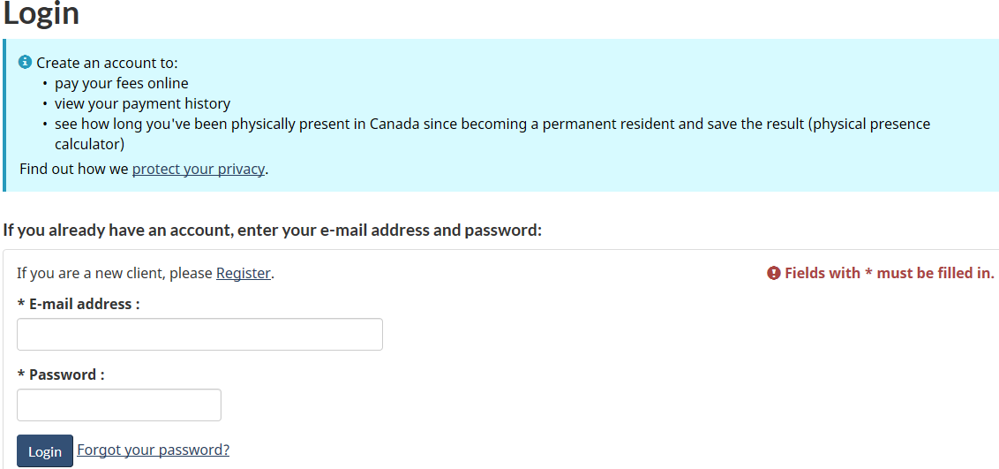 Login
Create an account to:
• pay your fees online
• view your payment history
• see how long you've been physically present in Canada since becoming a permanent resident and save the result (physical presence
calculator)
Find out how we protect your privacy.
If you already have an account, enter your e-mail address and password:
If you are a new client, please Register.
Fields with * must be filled in.
* E-mail address :
* Password :
Login Forgot your password?